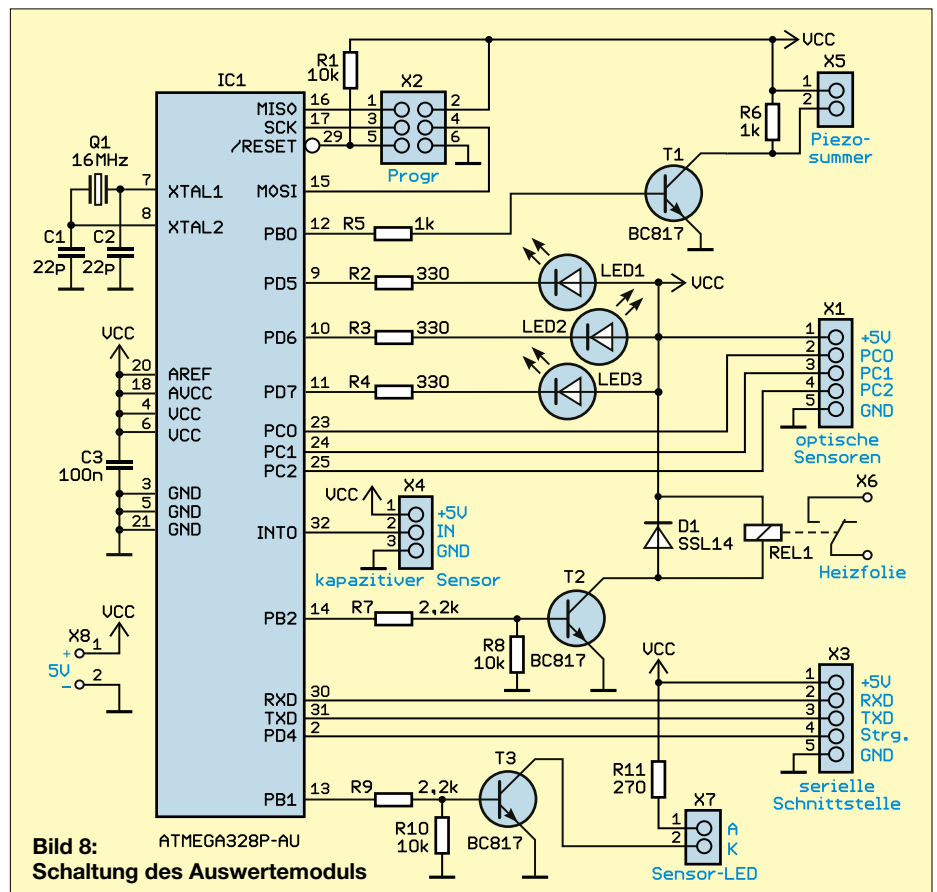 VCC
R1
10k
IC1
X2
X5
1
2
R6
1k
Piezo-
summer
MISO 16 1 2
SCK 17 3 4
/RESET 29 5 6
Progr
MOSI 15
Q1
16MHz
7 XTAL1
8 XTAL2
C1 C2
22p 22p
T1
BC817
PB0 12 R5 1k
PD5 9 R2 330 LED1
VCC
PD6 10 R3 330 LED2
PD7 11 R4 330 LED3
X1
1 +5V
2 PC0
3 PC1
4 PC2
5 GND
optische
Sensoren
PC0 23
PC1 24
PC2 25
VCC
20 AREF
18 AVCC
4 VCC
6 VCC
C3
100n
3 GND
5 GND
21 GND
X4
VCC
1 +5V
2 IN
3 GND
kapazitiver Sensor
INT0 32
D1
SSL14
X6
REL1
Heizfolie
T2
BC817
PB2 14 R7 2,2k
R8
10k
VCC
X8
+ 1
5V
– 2
VCC
X3
1 +5V
2 RXD
3 TXD
4 Strg.
5 GND
serielle
Schnittstelle
RXD 30
TXD 31
PD4 2
R11
270
T3
BC817
PB1 13 R9 2,2k
R10
10k
X7
1 A
2 K
Sensor-LED
ATMEGA328P-AU
Bild 8:
Schaltung des Auswertemoduls